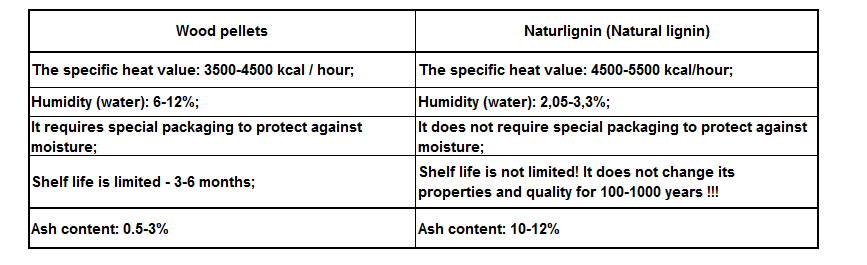 Wood pellets
Naturlignin (Natural lignin)
The specific heat value: 3500-4500 kcal / hour;
The specific heat value: 4500-5500 kcal/hour;
Humidity (water): 6-12%;
Humidity (water): 2,05-3,3%;
It requires special packaging to protect against
moisture;
It does not require special packaging to protect against
moisture;
Shelf life is limited - 3-6 months;
Shelf life is not limited! It does not change its
properties and quality for 100-1000 years !!!
Ash content: 0.5-3%
Ash content: 10-12%